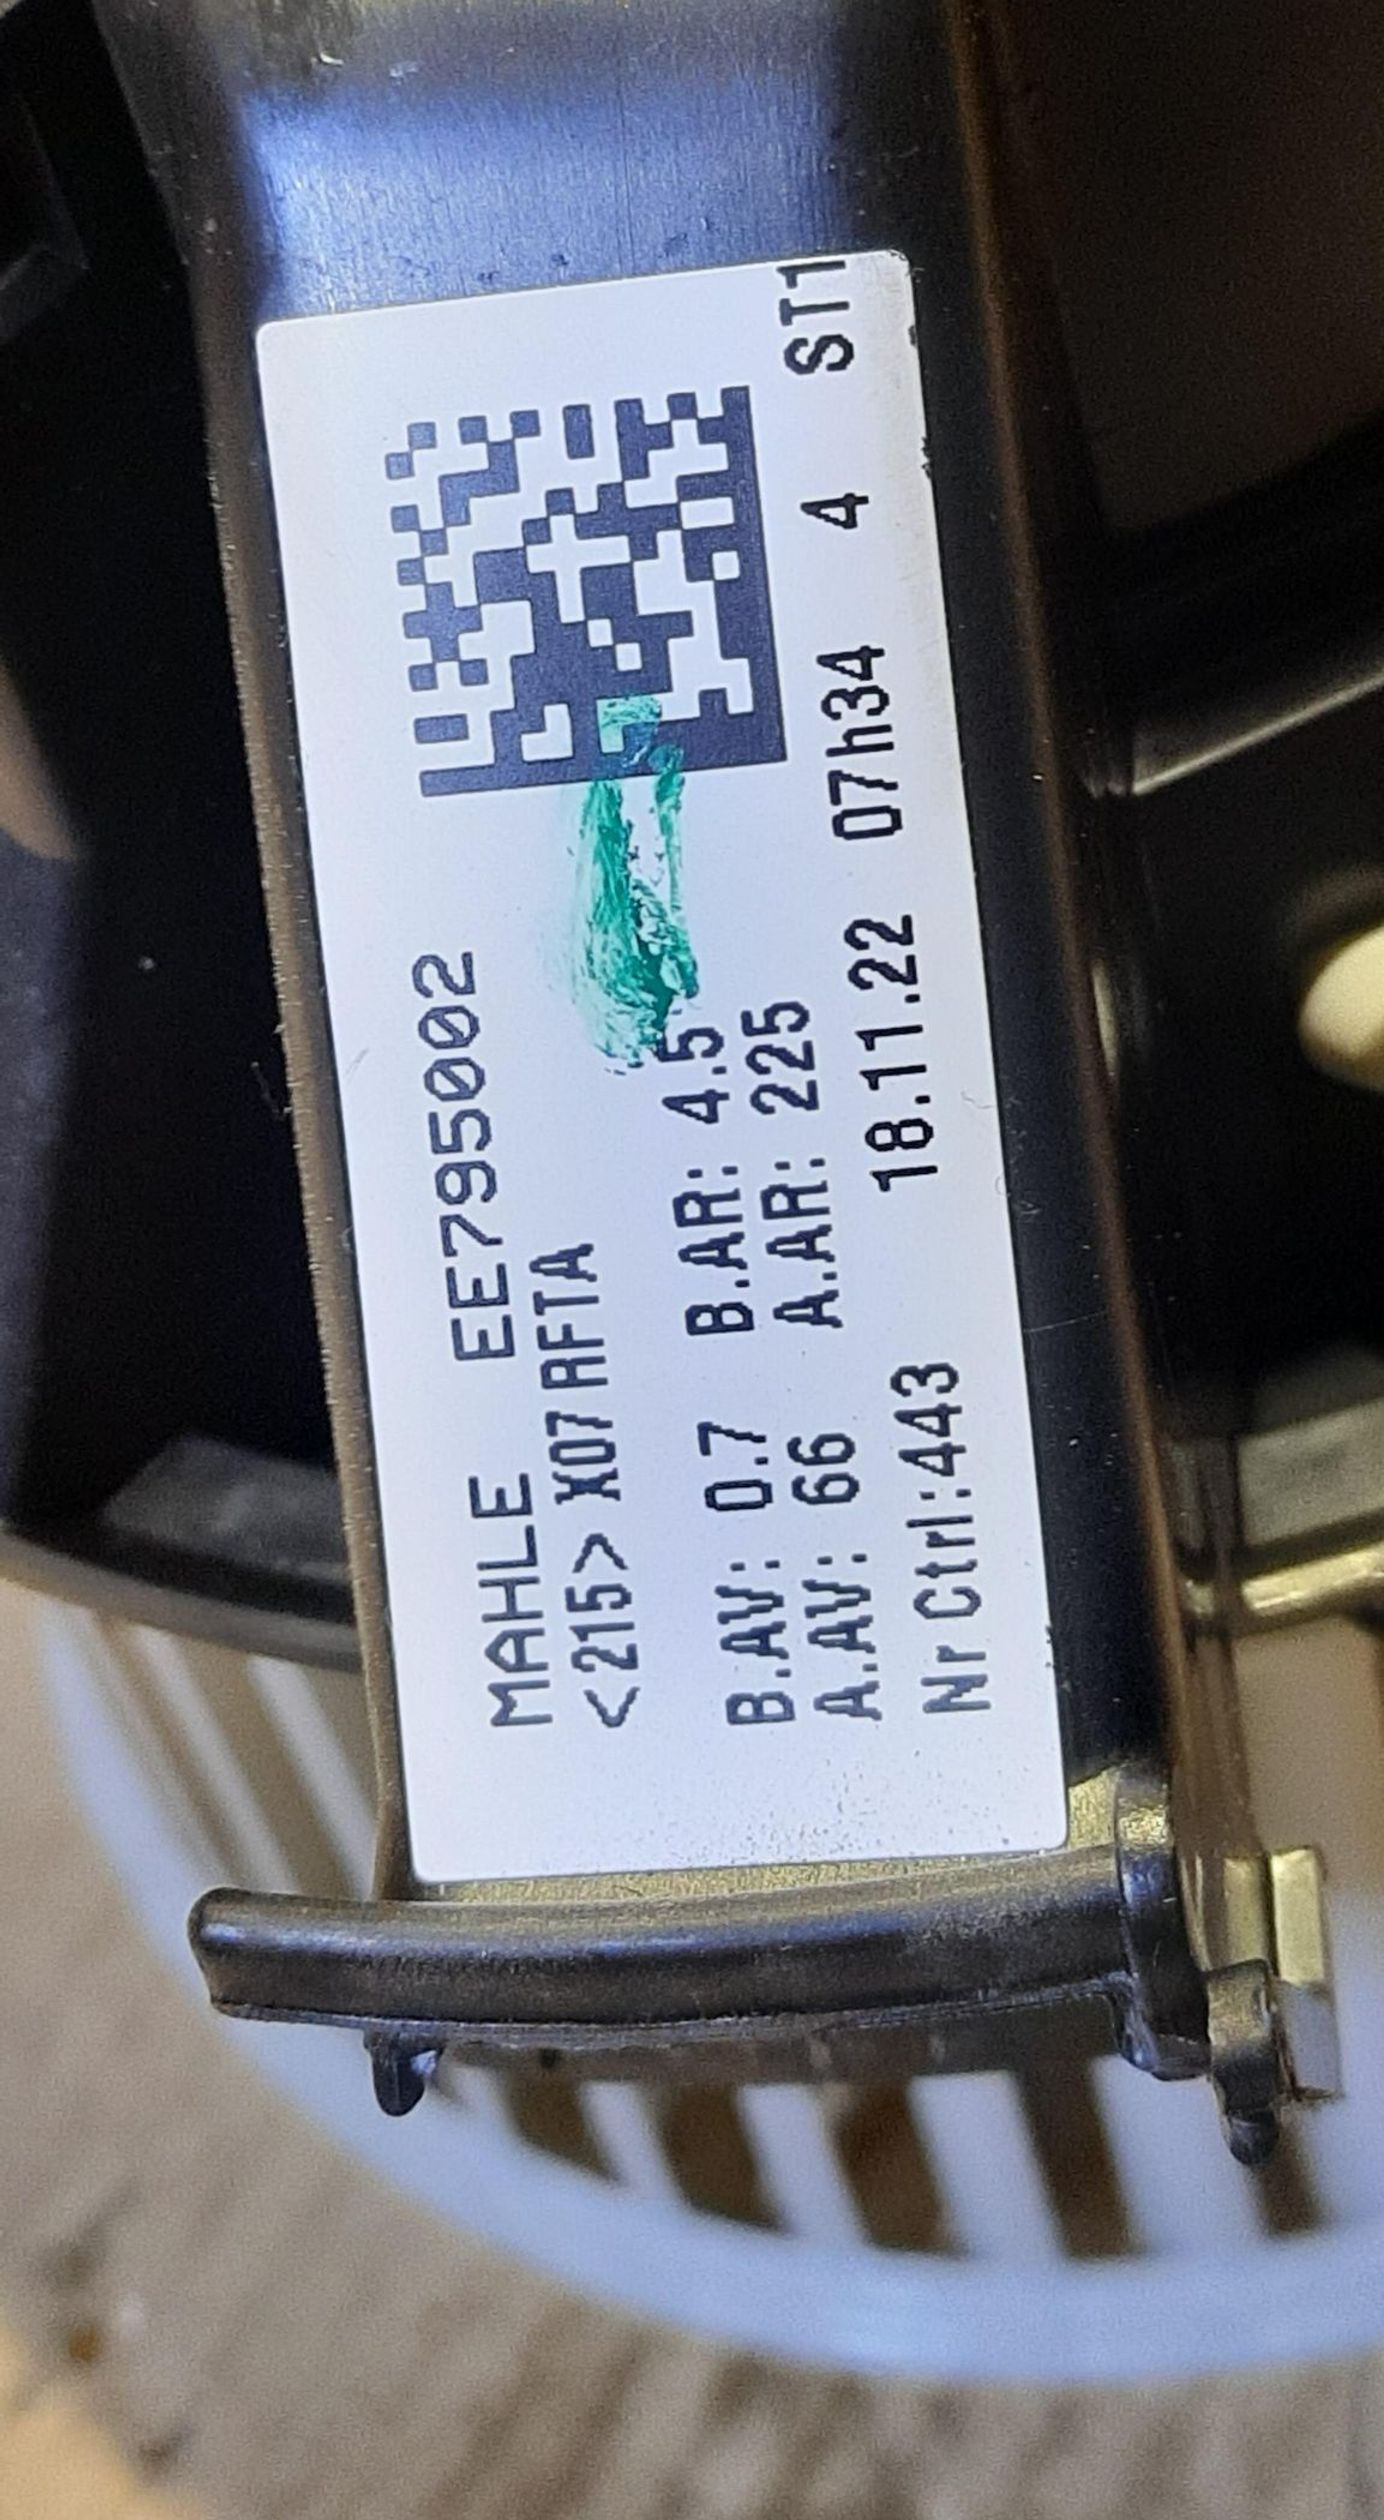 MAHLE EE795002
<215> X07 RFTA
B.AV: 0.7 B.AR: 4.5
A.AV: 66 A.AR: 225
Nr Ctrl:443 18.11.22 07h34 4 ST1